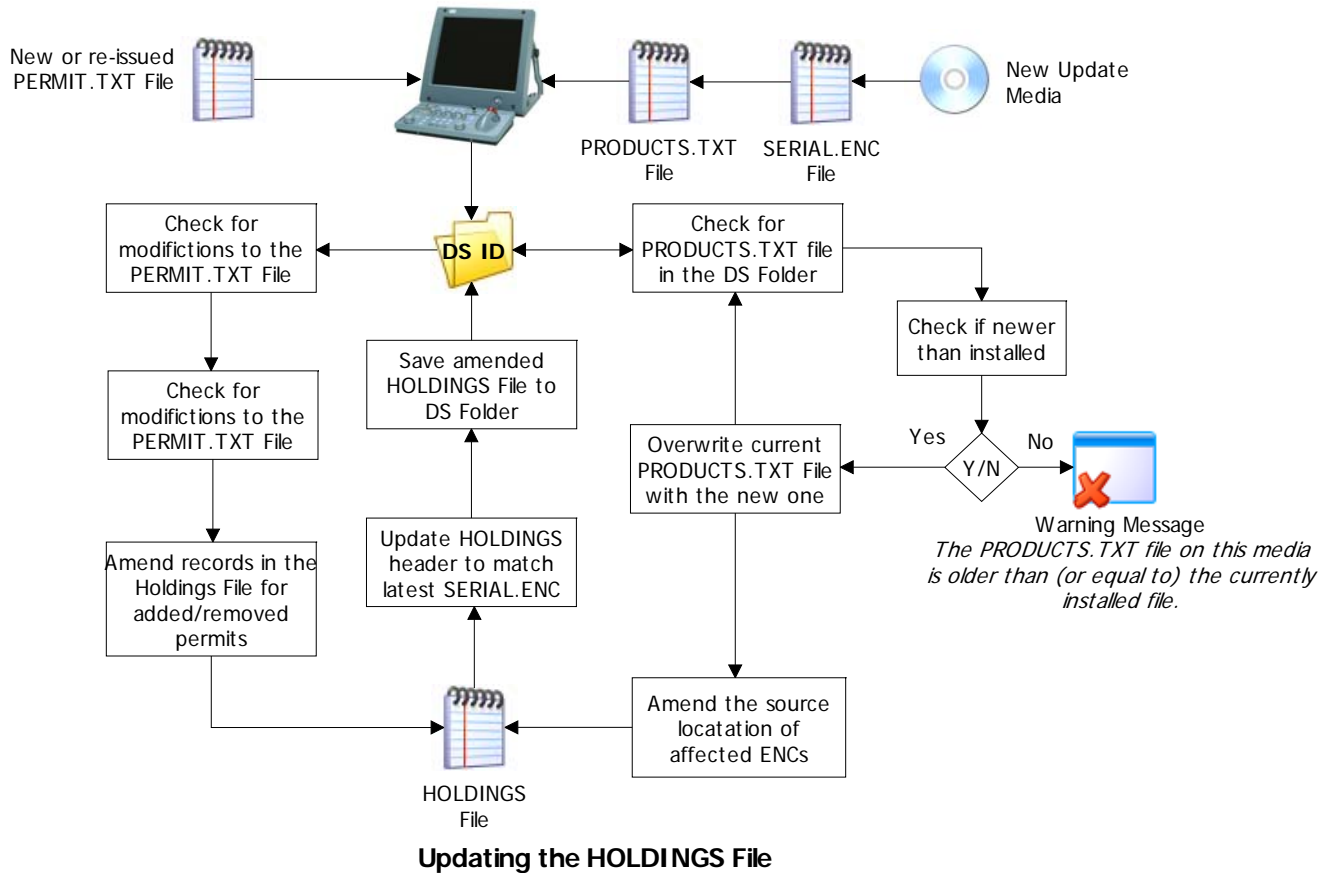 New or re-issued
PERMIT.TXT File
New Update
Media
PRODUCTS.TXT
File
SERIAL.ENC
File
Check for
modifictions to the
PERMIT.TXT File
DS ID
Check for
PRODUCTS.TXT file
in the DS Folder
Check if newer
than installed
Save amended
HOLDINGS File to
DS Folder
Check for
modifictions to the
PERMIT.TXT File
Overwrite current
PRODUCTS.TXT File
with the new one
Yes
Y/N
No
Warning Message
The PRODUCTS.TXT file on this media
is older than (or equal to) the currently
installed file.
Update HOLDINGS
header to match
latest SERIAL.ENC
Amend records in the
Holdings File for
added/removed
permits
Amend the source
locatation of
affected ENCs
HOLDINGS
File
Updating the HOLDINGS File